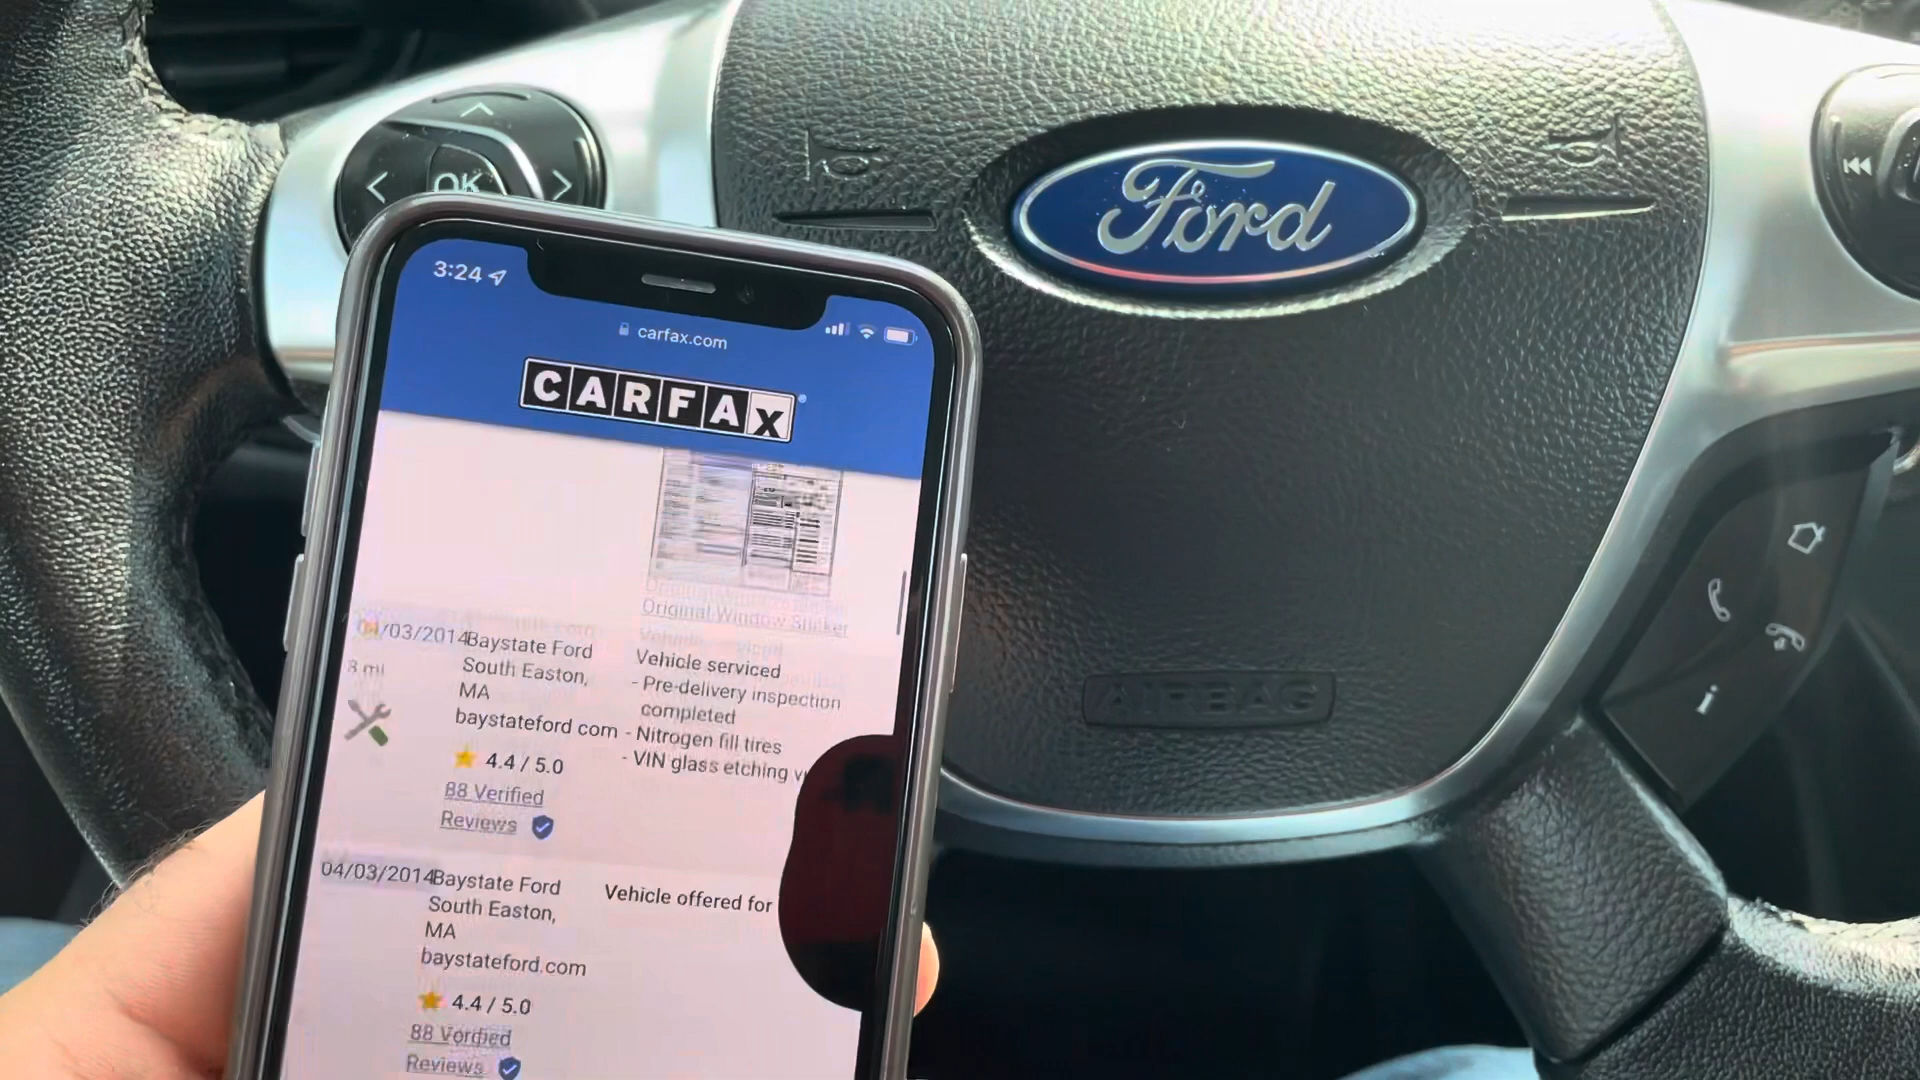 OK
Ford
3:24
carfax.com
CARFAX
Original Window Sticker
/03/2014 Baystate Ford
South Easton,
MA
baystateford com
4.4 / 5.0
88 Verified
Reviews
8 mi
Vehicle serviced
- Pre-delivery inspection
completed
- Nitrogen fill tires
- VIN glass etching
04/03/2014 Baystate Ford
South Easton,
MA
baystateford.com
4.4 / 5.0
88 Verified
Reviews
Vehicle offered for
AIRBAG